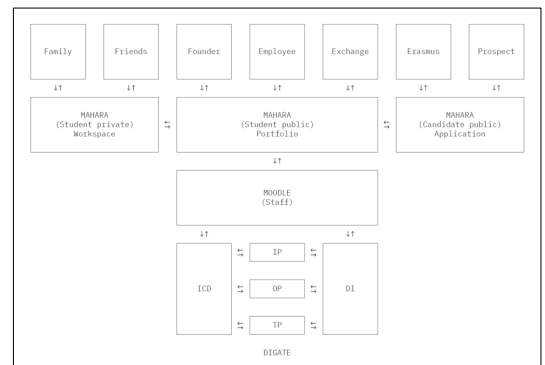 Family Friends Founder Employee Exchange Erasmus Prospect
↓↑ ↓↑ ↓↑ ↓↑ ↓↑ ↓↑ ↓↑
MAHARA
(Student private)
Workspace
⇆
MAHARA
(Student public)
Portfolio
⇆
MAHARA
(Candidate public)
Application
↓↑
MOODLE
(Staff)
↓↑ ↓↑
ICD
⇆ IP ⇆
⇆ OP ⇆
⇆ TP ⇆
DI
DIGATE